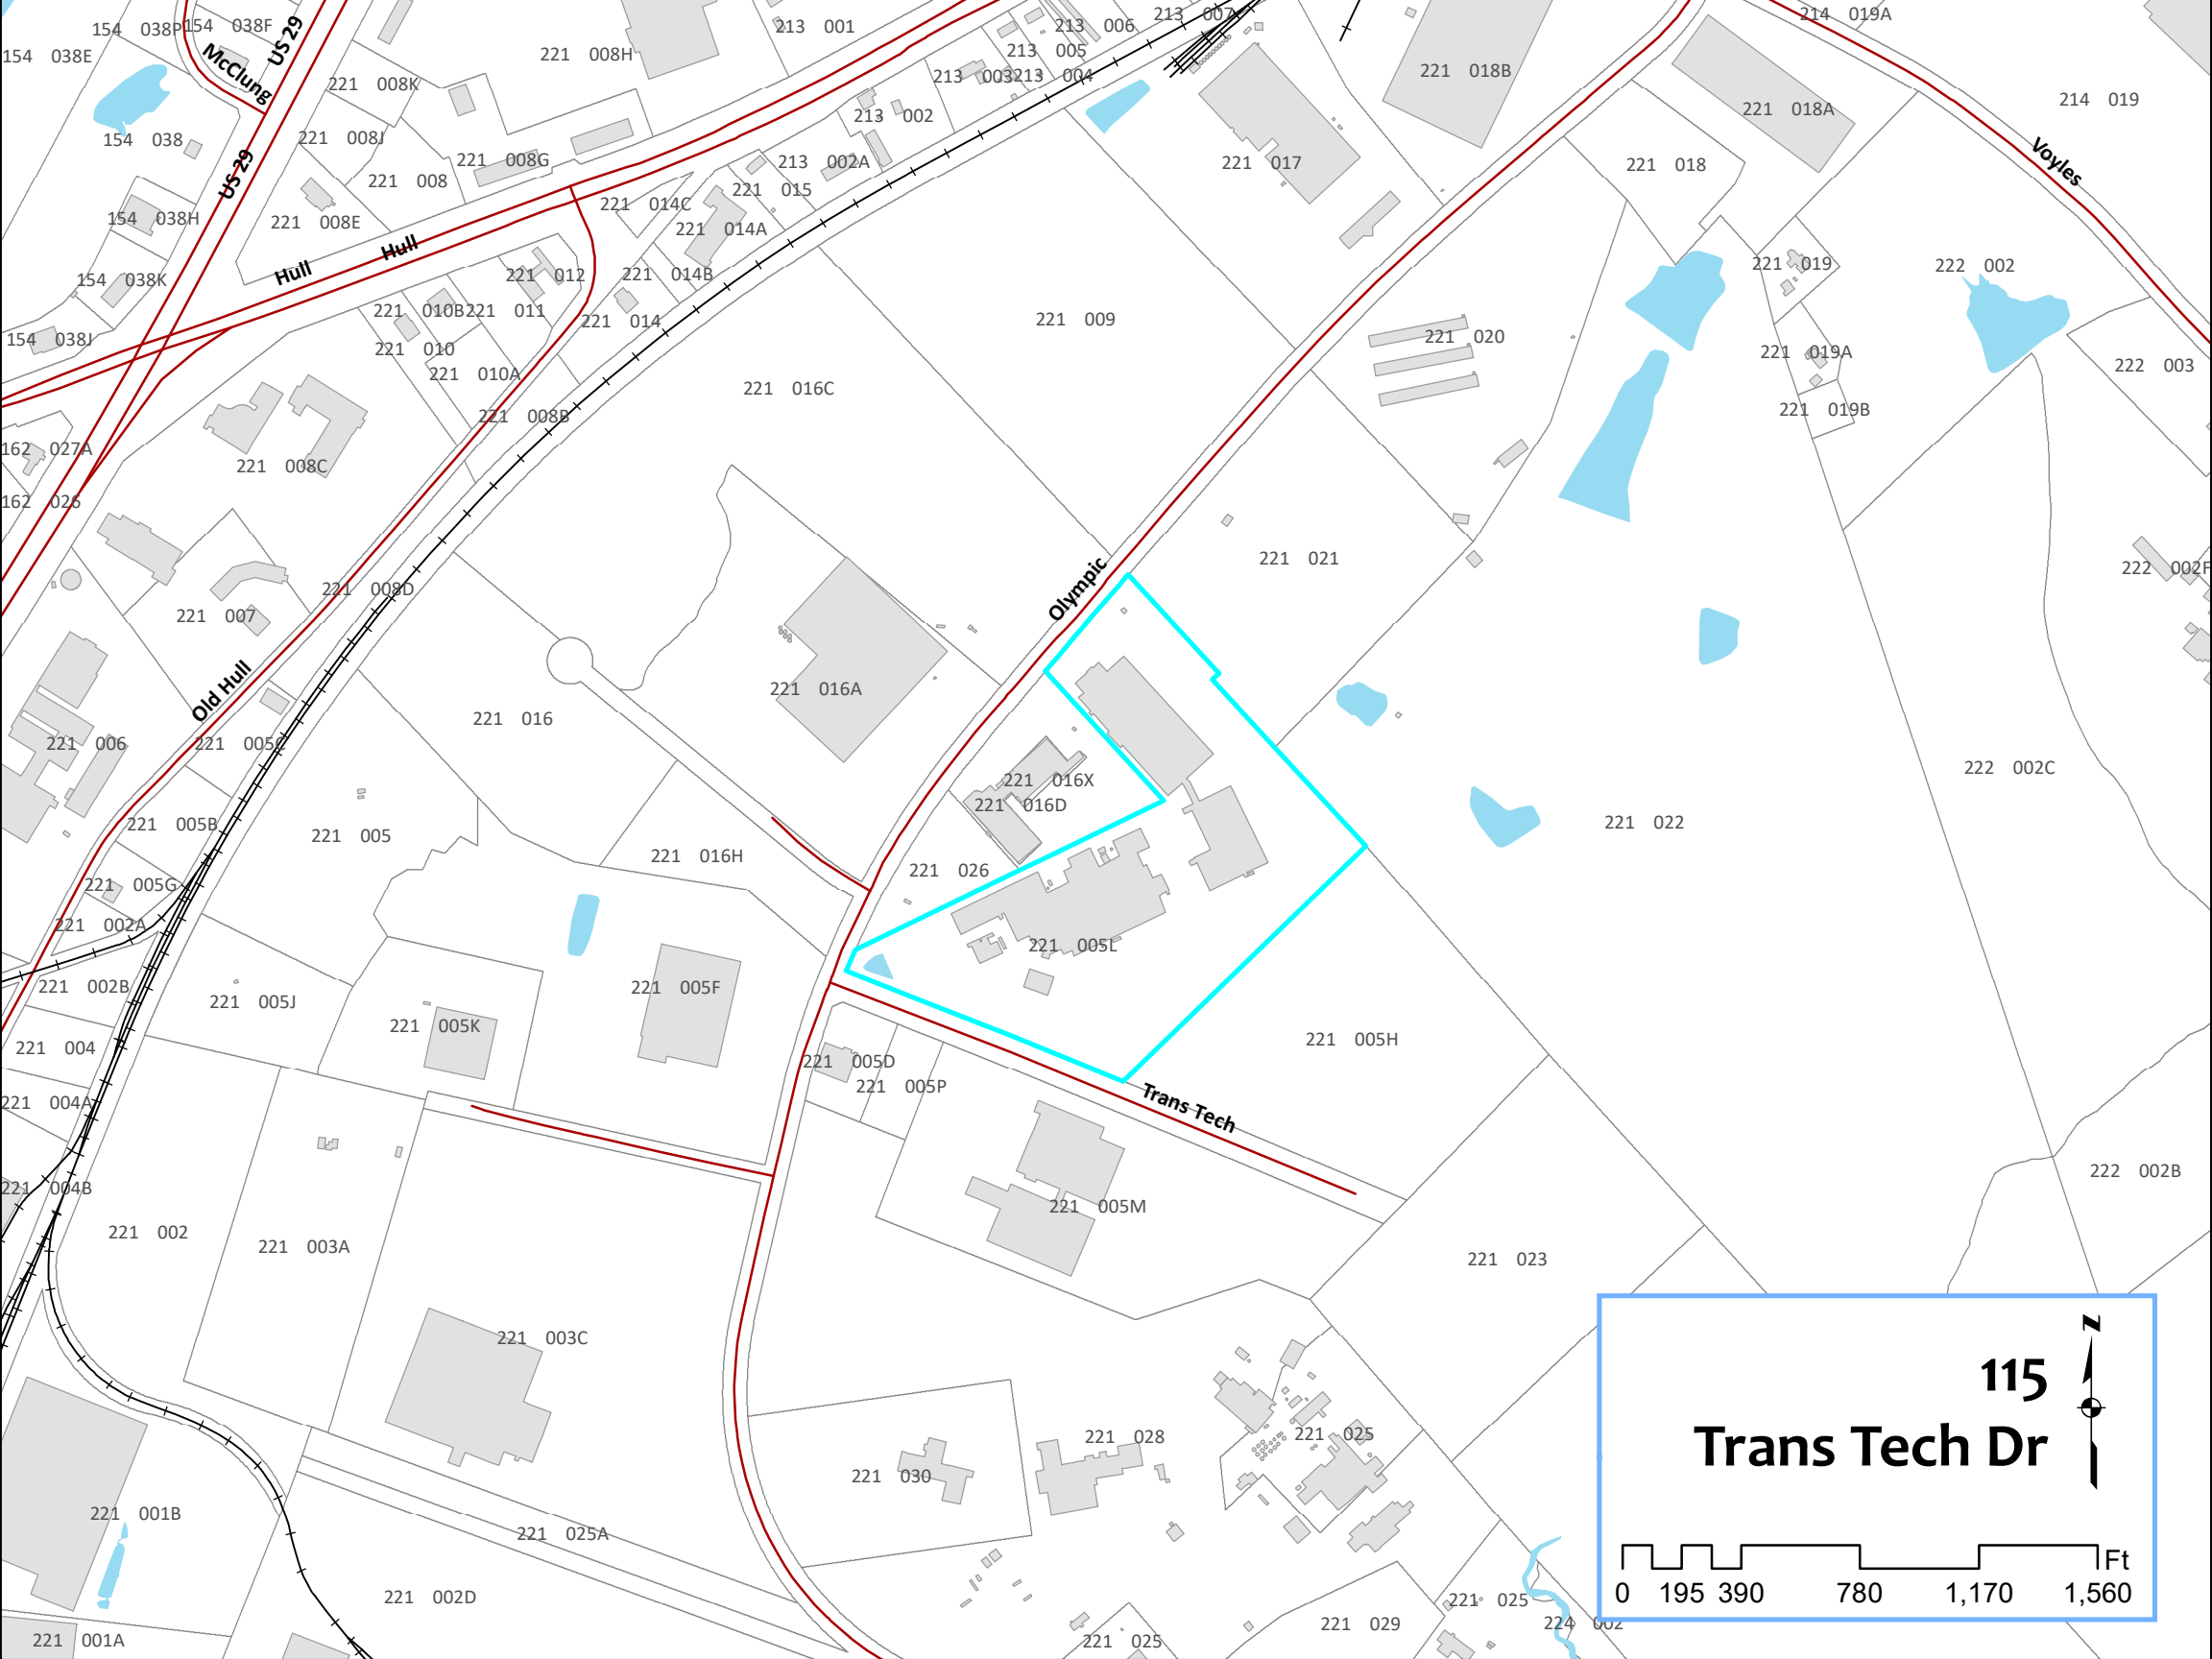 154 038P
154 038F
US 29
213 001
213 006
213 007
214 019A
154 038E
McClung
221 008H
213 005
221 008K
213 003
213 004
221 018B
214 019
221 018A
213 002
154 038
221 008J
221 008G
213 002A
221 017
221 018
Voyles
US 29
221 008
221 015
154 038H
221 008E
221 014C
221 014A
Hull
Hull
154 038K
221 012
221 014B
221 019
222 002
221 010B
221 011
221 014
221 009
154 038J
221 010
221 020
221 019A
222 003
221 010A
221 016C
221 008B
221 019B
162 027A
221 008C
162 026
221 021
Olympic
222 002F
221 008D
221 007
Old Hull
221 016A
221 016
221 006
221 005C
222 002C
221 016X
221 016D
221 005B
221 005
221 022
221 016H
221 026
221 005G
221 002A
221 005L
221 002B
221 005J
221 005F
221 005K
221 005H
221 004
221 005D
221 005P
221 004A
Trans Tech
222 002B
221 004B
221 005M
221 002
221 003A
221 023
221 003C
115
Trans Tech Dr
N
221 028
221 025
221 030
221 001B
221 025A
Ft
0 195 390 780 1,170 1,560
221 002D
221 025
221 029
224 002
221 001A
221 025